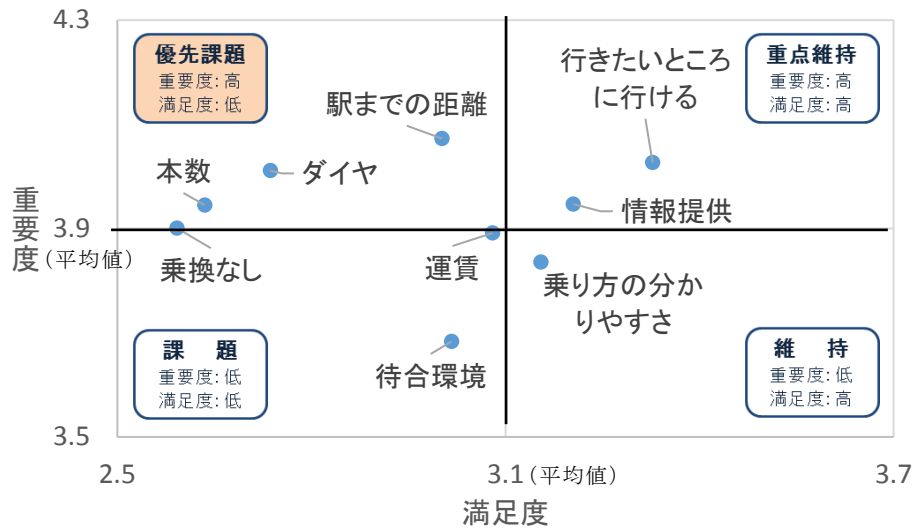 4.3
優先課題
重要度:高
満足度:低
重点維持
重要度:高
満足度:高
行きたいところ
に行ける
駅までの距離
本数
ダイヤ
情報提供
重要度
3.9
(平均値)
乗換なし
運賃
乗り方の分か
りやすさ
待合環境
課　題
重要度:低
満足度:低
維　持
重要度:低
満足度:高
3.5
2.5
3.1(平均値)
3.7
満足度